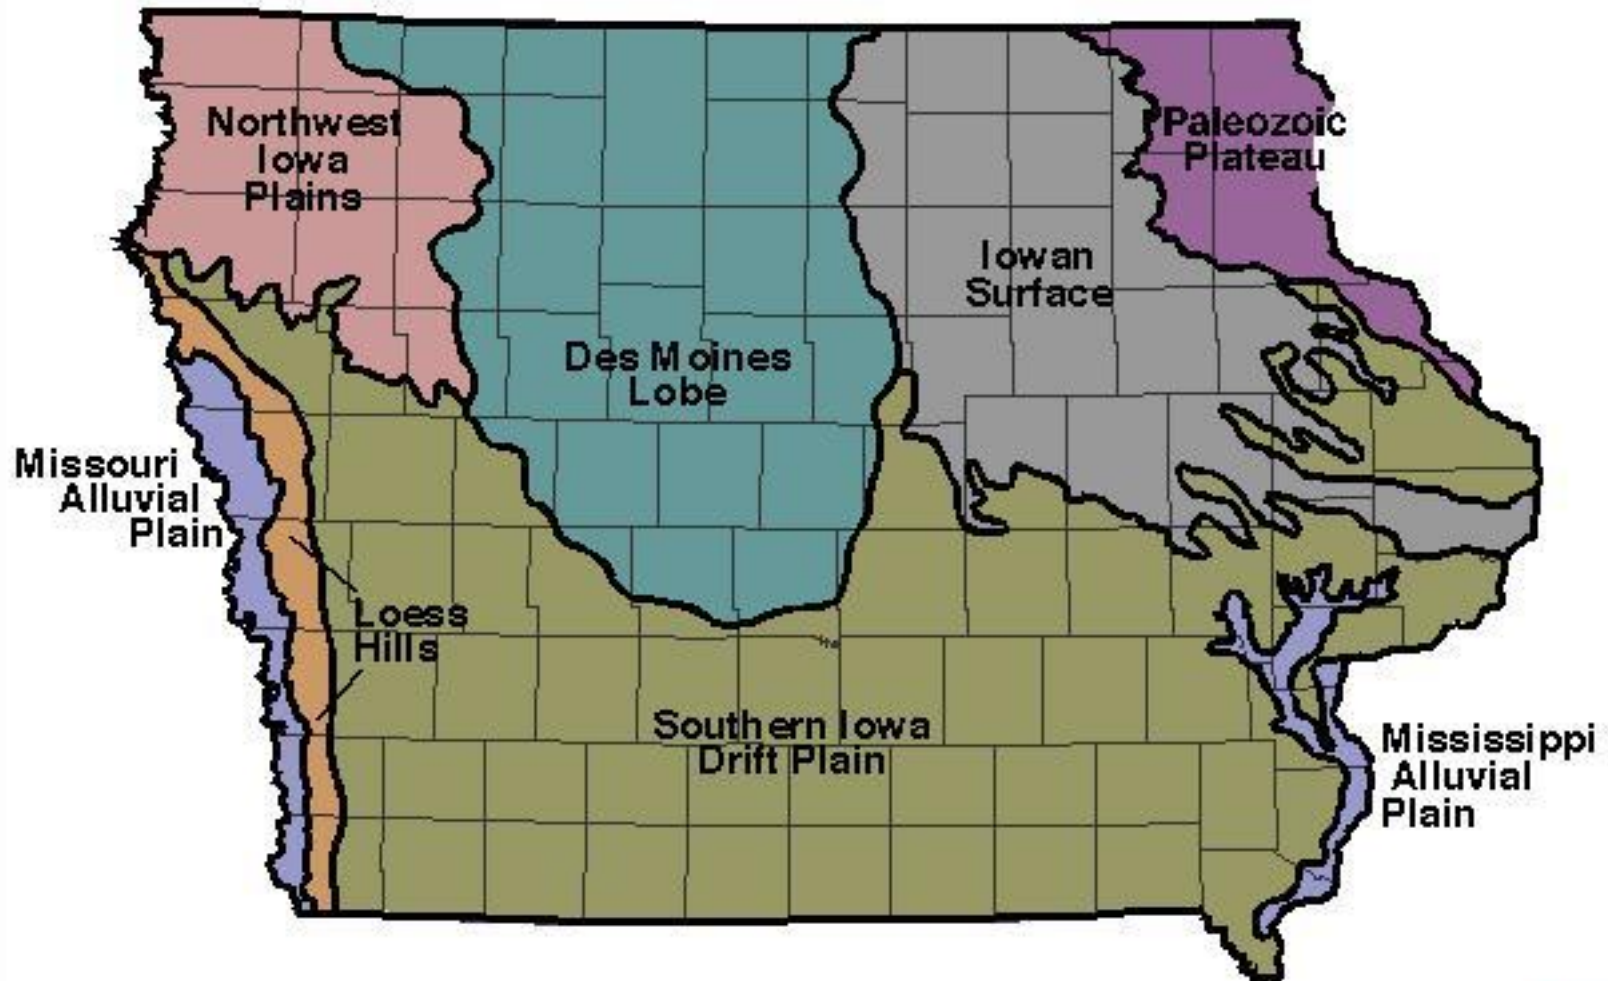 Northwest
Iowa
Plains
Paleozoic
Plateau
Iowan
Surface
Des Moines
Lobe
Missouri
Alluvial
Plain
Loess
Hills
Southern Iowa
Drift Plain
Mississippi
Alluvial
Plain